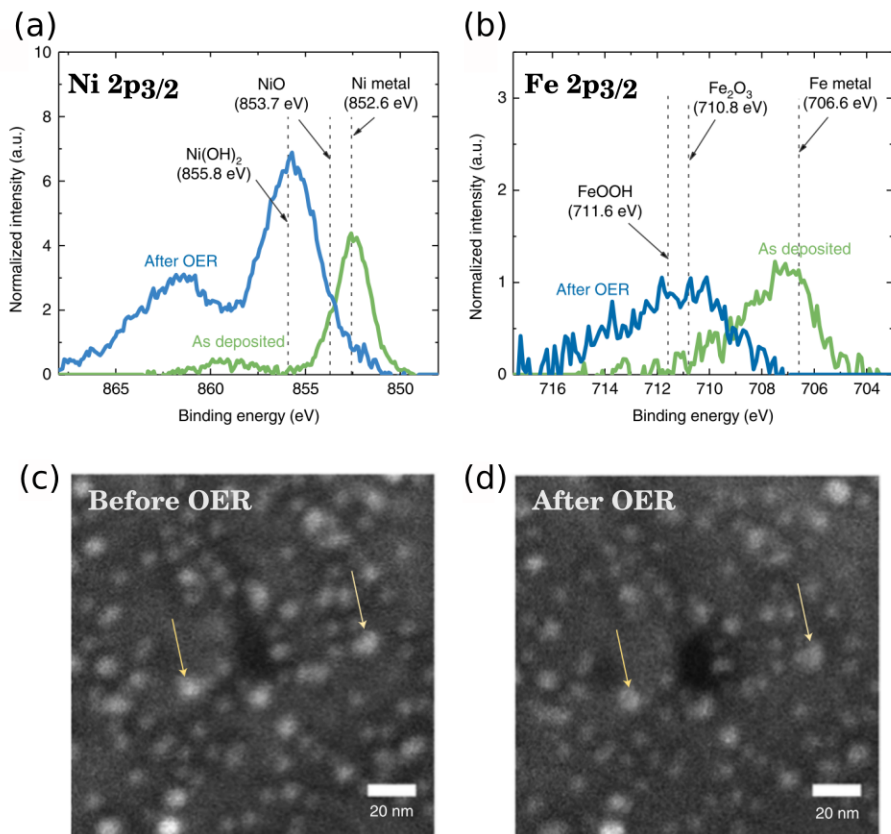 (a)
Ni 2p3/2
NiO
(853.7 eV)
Ni metal
(852.6 eV)
Ni(OH)2
(855.8 eV)
After OER
As deposited
Normalized intensity (a.u.)
10
8
6
4
2
0
865
860
855
850
Binding energy (eV)
(b)
Fe 2p3/2
Fe2O3
(710.8 eV)
Fe metal
(706.6 eV)
FeOOH
(711.6 eV)
As deposited
After OER
Normalized intensity (a.u.)
3
2
1
0
716
714
712
710
708
706
704
Binding energy (eV)
(c)
Before OER
20 nm
(d)
After OER
20 nm